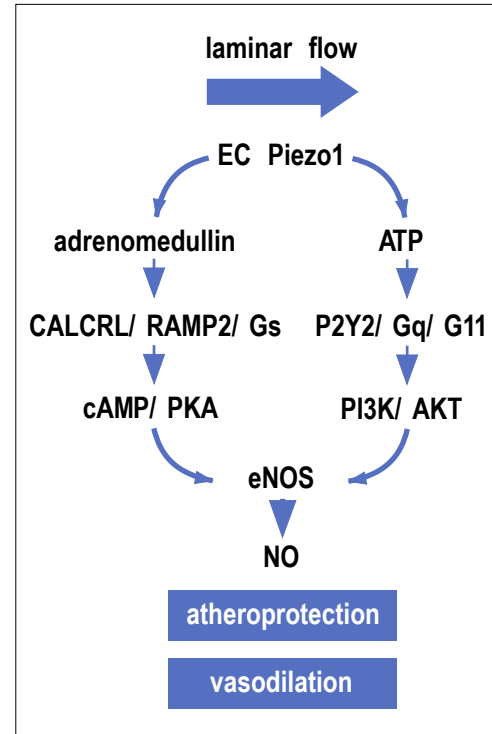 laminar flow
EC Piezo1
adrenomedullin
ATP
CALCRL/ RAMP2/ Gs
P2Y2/ Gq/ G11
cAMP/ PKA
PI3K/ AKT
eNOS
NO
atheroprotection
vasodilation